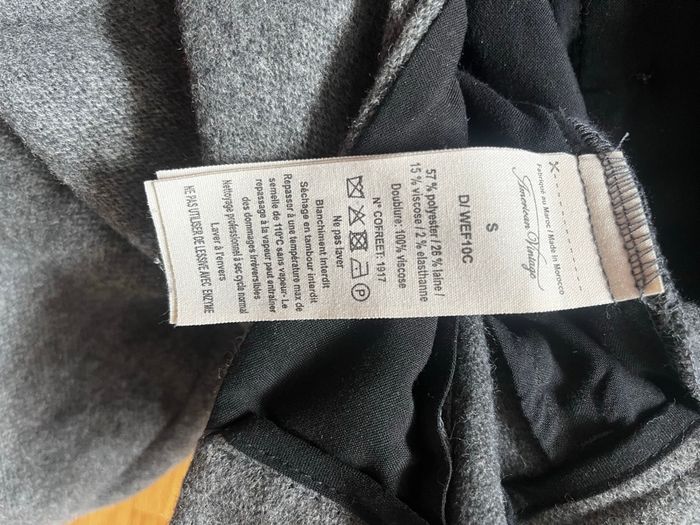 American Vintage
Fabriqué au Maroc / Made in Morocco
S
D/ WEF10C
57 % polyester / 26 % laine /
15 % viscose / 2 % elasthanne
Doublure: 100% viscose
N° COFREET: 1917
Ne pas laver
Blanchiment interdit
Séchage en tambour interdit
Repasser à une température max de
semelle de 110°C sans vapeur- Le
repassage à la vapeur peut entraîner
des dommages irréversibles
Nettoyage professionnel à sec cycle normal
Laver à l'envers
NE PAS UTILISER DE LESSIVE AVEC ENZYME